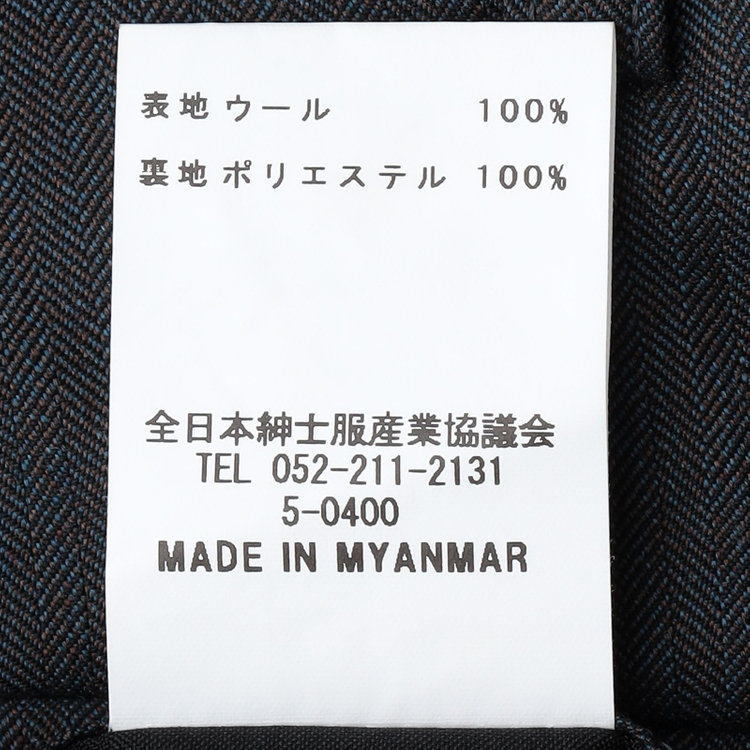 表地 ウール 100%
裏地 ポリエステル 100%
全日本紳士服産業協議会
TEL 052-211-2131
5-0400
MADE IN MYANMAR